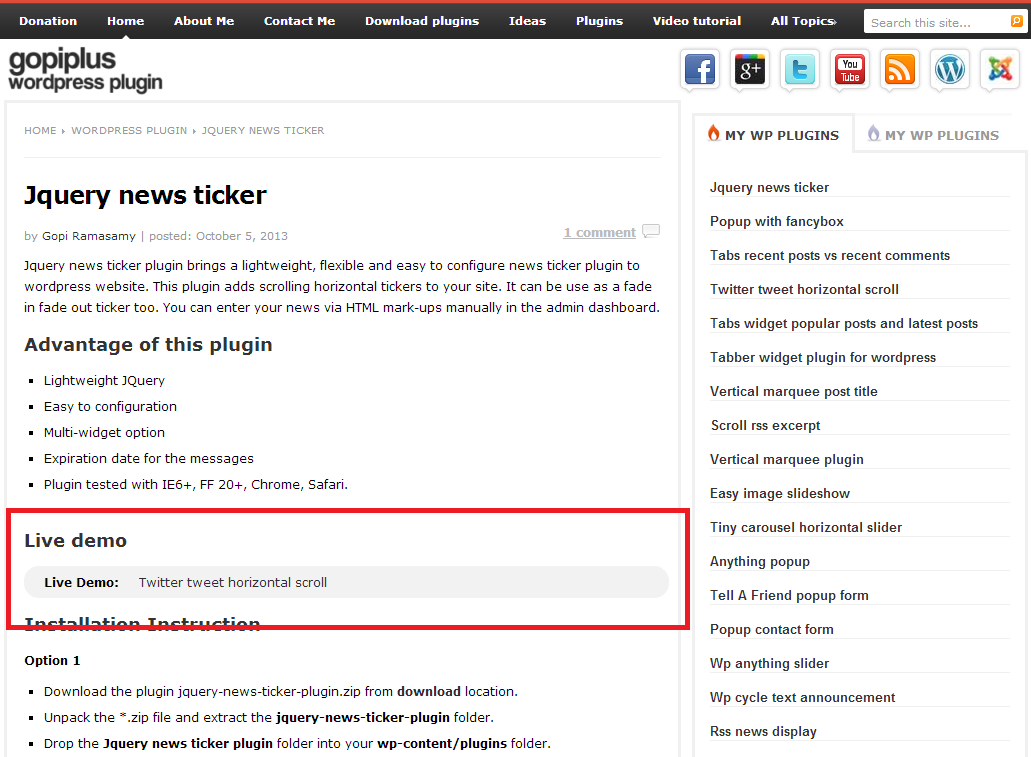 Donation Home About Me Contact Me Download plugins Ideas Plugins Video tutorial All Topics Search this site...
gopiplus
wordpress plugin
f g+ t You Tube
HOME WORDPRESS PLUGIN JQUERY NEWS TICKER
Jquery news ticker
by Gopi Ramasamy | posted: October 5, 2013 1 comment
Jquery news ticker plugin brings a lightweight, flexible and easy to configure news ticker plugin to
wordpress website. This plugin adds scrolling horizontal tickers to your site. It can be use as a fade
in fade out ticker too. You can enter your news via HTML mark-ups manually in the admin dashboard.
Advantage of this plugin
Lightweight JQuery
Easy to configuration
Multi-widget option
Expiration date for the messages
Plugin tested with IE6+, FF 20+, Chrome, Safari.
Live demo
Live Demo: Twitter tweet horizontal scroll
Installation Instruction
Option 1
Download the plugin jquery-news-ticker-plugin.zip from download location.
Unpack the *.zip file and extract the jquery-news-ticker-plugin folder.
Drop the Jquery news ticker plugin folder into your wp-content/plugins folder.
MY WP PLUGINS MY WP PLUGINS
Jquery news ticker
Popup with fancybox
Tabs recent posts vs recent comments
Twitter tweet horizontal scroll
Tabs widget popular posts and latest posts
Tabber widget plugin for wordpress
Vertical marquee post title
Scroll rss excerpt
Vertical marquee plugin
Easy image slideshow
Tiny carousel horizontal slider
Anything popup
Tell A Friend popup form
Popup contact form
Wp anything slider
Wp cycle text announcement
Rss news display